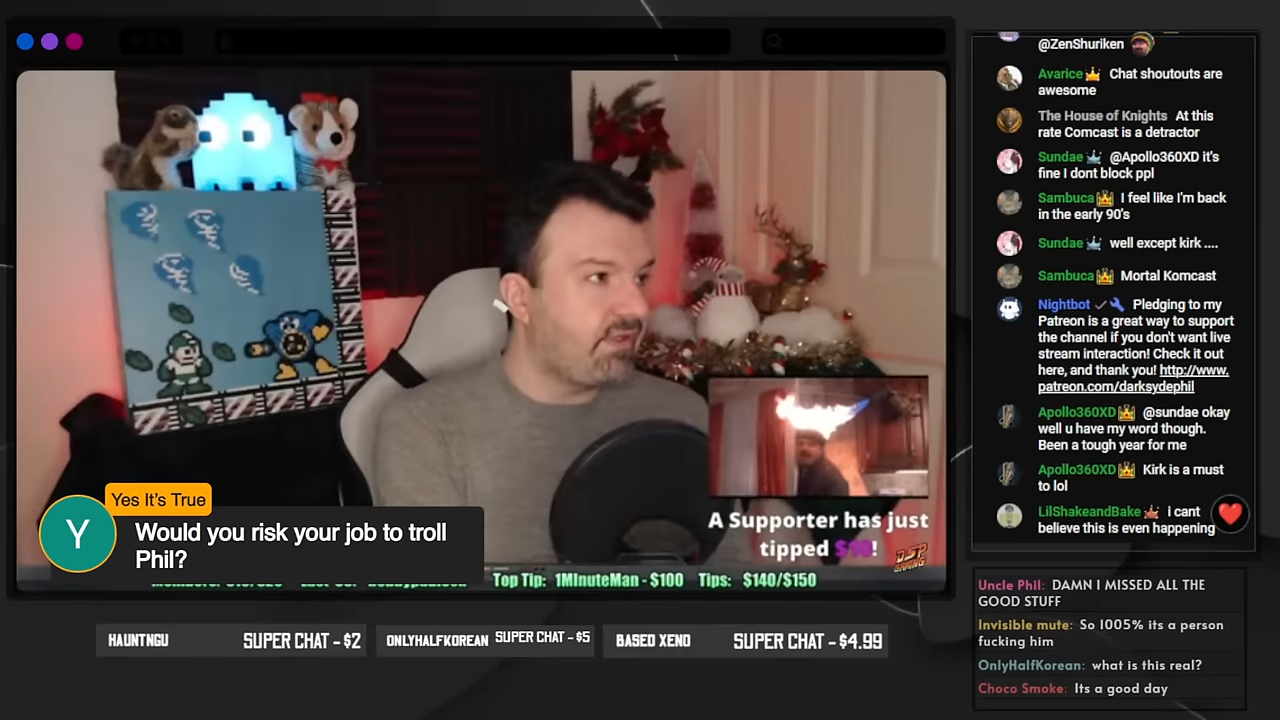 @ZenShuriken
Avarice Chat shoutouts are
awesome
The House of Knights At this
rate Comcast is a detractor
Sundae @Apollo360XD it's
fine I dont block ppl
Sambuca I feel like I'm back
in the early 90's
Sundae well except kirk ....
Sambuca Mortal Komcast
Nightbot Pledging to my
Patreon is a great way to support
the channel if you don't want live
stream interaction! Check it out
here, and thank you! http://www.
patreon.com/darksydephil
Apollo360XD @sundae okay
well u have my word though.
Been a tough year for me
Apollo360XD Kirk is a must
to lol
LilShakeandBake i cant
believe this is even happening
A Supporter has just
tipped $10!
DSP
GAMING
Yes It's True
Y
Would you risk your job to troll
Phil?
Top Tip: 1MInuteMan - $100 Tips: $140/$150
HAUNTNGU SUPER CHAT - $2
ONLYHALFKOREAN SUPER CHAT - $5
BASED XEND SUPER CHAT - $4.99
Uncle Phil: DAMN I MISSED ALL THE
GOOD STUFF
Invisible mute: So 1005% its a person
fucking him
OnlyHalfKorean: what is this real?
Choco Smoke: Its a good day